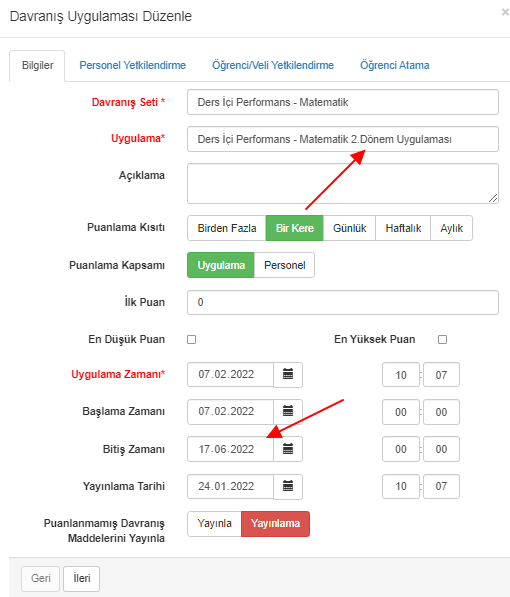 Davranış Uygulaması Düzenle ×
Bilgiler Personel Yetkilendirme Öğrenci/Veli Yetkilendirme Öğrenci Atama
Davranış Seti * Ders İçi Performans - Matematik
Uygulama* Ders İçi Performans - Matematik 2.Dönem Uygulaması
Açıklama
Puanlama Kısıtı Birden Fazla Bir Kere Günlük Haftalık Aylık
Puanlama Kapsamı Uygulama Personel
İlk Puan 0
En Düşük Puan En Yüksek Puan
Uygulama Zamanı* 07.02.2022 10 : 07
Başlama Zamanı 07.02.2022 00 : 00
Bitiş Zamanı 17.06.2022 00 : 00
Yayınlama Tarihi 24.01.2022 10 : 07
Puanlanmamış Davranış
Maddelerini Yayınla Yayınla Yayınlama
Geri İleri